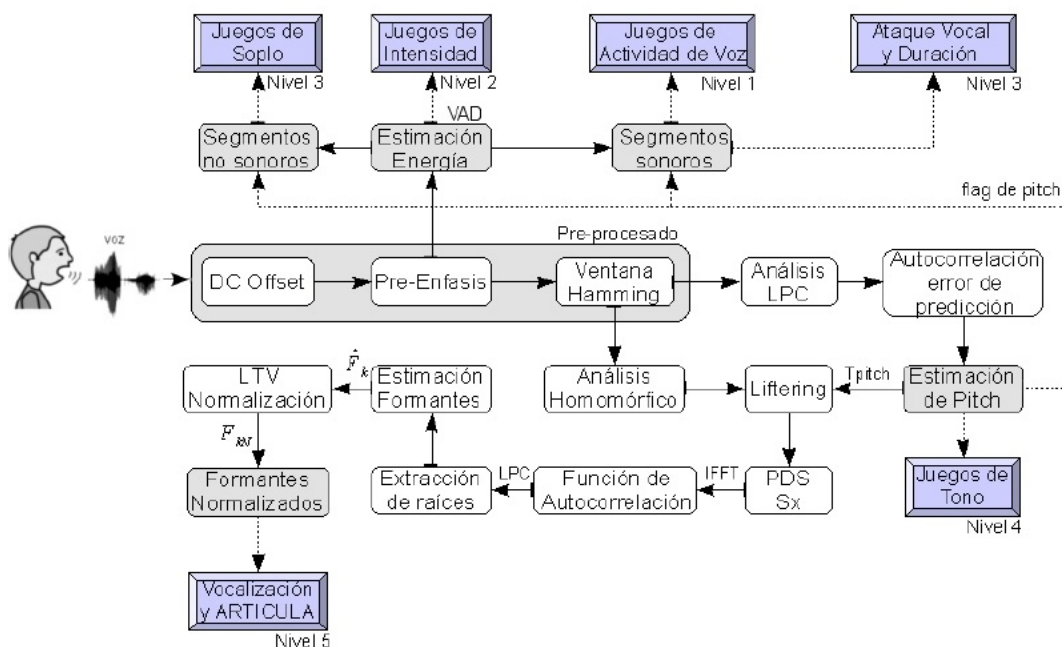 Juegos de
Soplo
Nivel 3
Juegos de
Intensidad
Nivel 2
Juegos de
Actividad de Voz
Nivel 1
Ataque Vocal
y Duración
Nivel 3
VAD
Segmentos
no sonoros
Estimación
Energía
Segmentos
sonoros
flag de pitch
voz
Pre-procesado
DC Offset
Pre-Enfasis
Ventana
Hamming
Análisis
LPC
Autocorrelación
error de
predicción
LTV
Normalización
F̂k
Estimación
Formantes
Análisis
Homomórfico
Liftering
Tpitch
Estimación
de Pitch
FkN
Formantes
Normalizados
Extracción
de raíces
LPC
Función de
Autocorrelación
IFFT
PDS
Sx
Juegos de
Tono
Nivel 4
Vocalización
y ARTICULA
Nivel 5